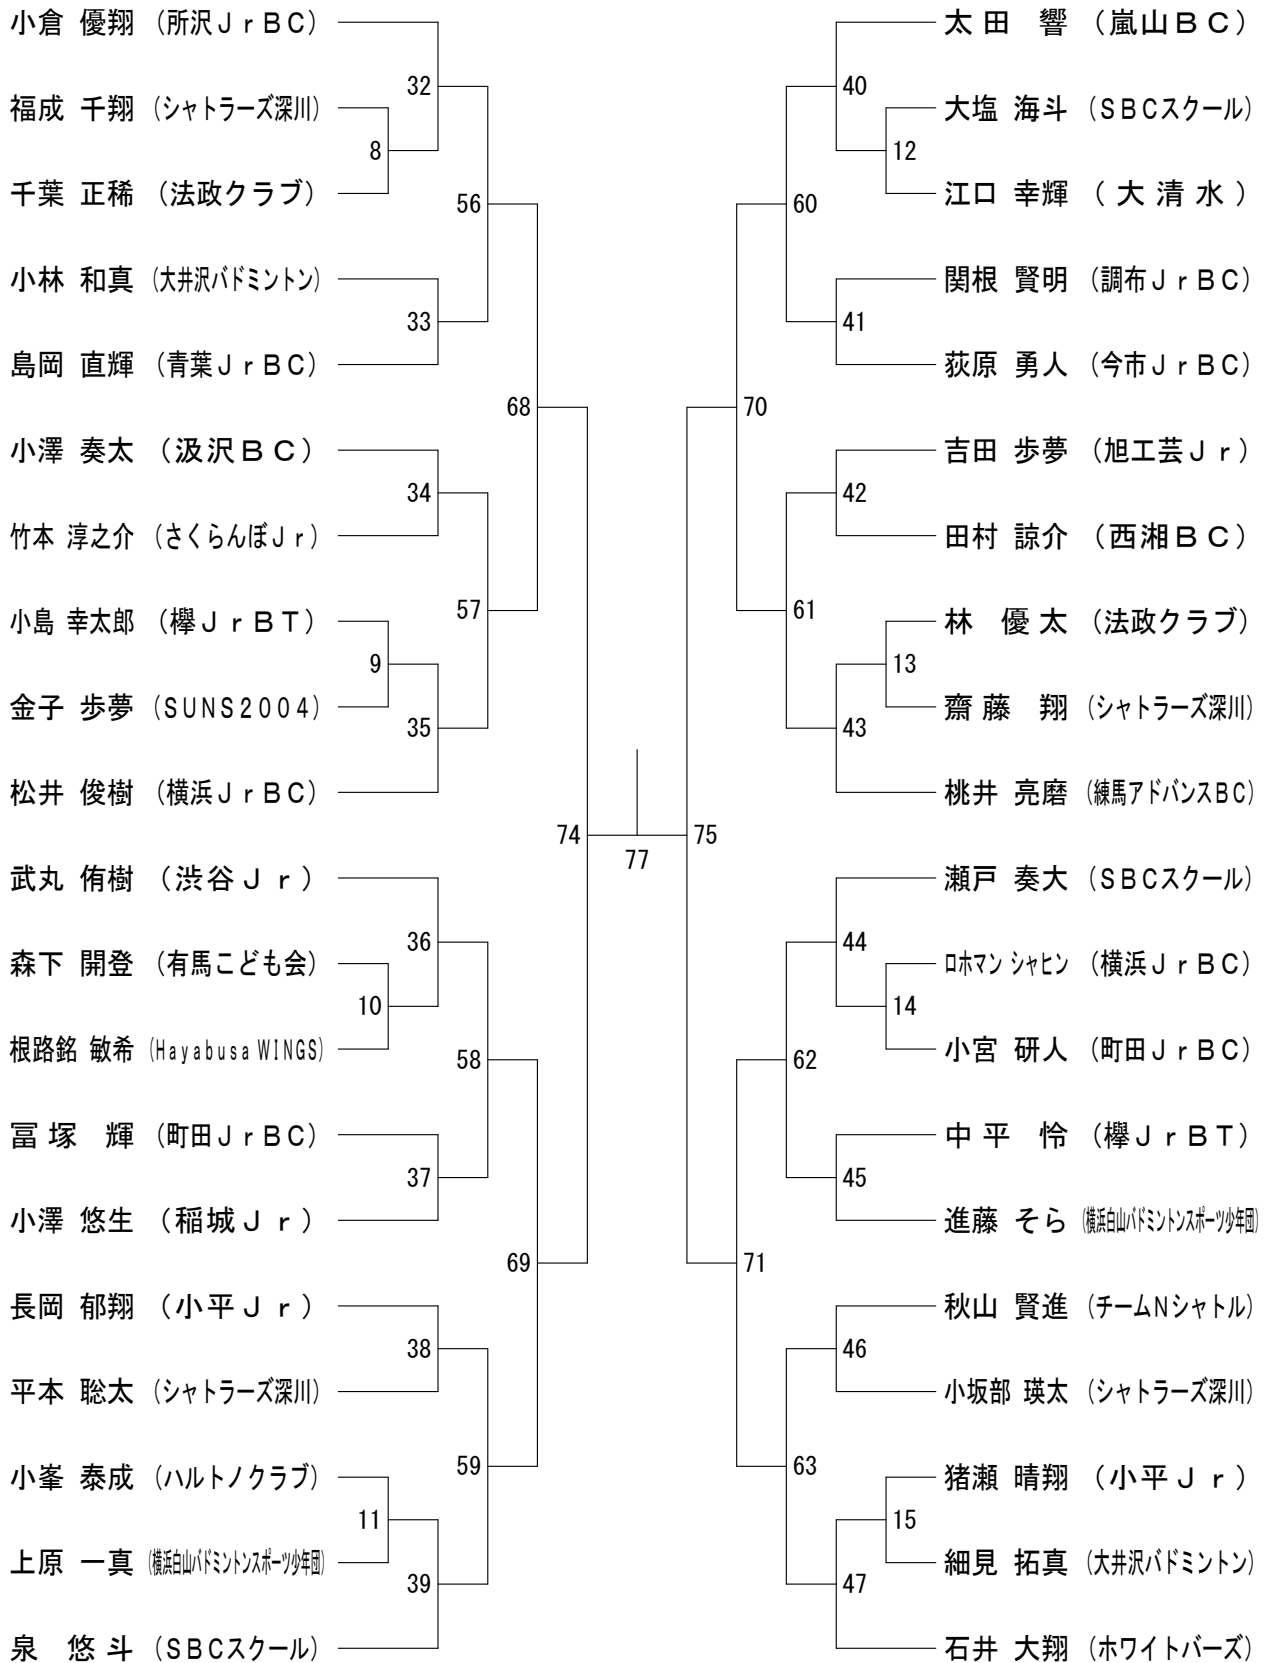 小倉 優翔 (所沢JrBC)
32
福成 千翔 (シャトラーズ深川)
8
千葉 正稀 (法政クラブ)
56
小林 和真 (大井沢バドミントン)
33
島岡 直輝 (青葉JrBC)
68
小澤 奏太 (汲沢BC)
34
竹本 淳之介 (さくらんぼJr)
57
小島 幸太郎 (欅JrBT)
9
金子 歩夢 (SUNS2004)
35
松井 俊樹 (横浜JrBC)
74
武丸 侑樹 (渋谷Jr)
36
森下 開登 (有馬こども会)
10
根路銘 敏希 (Hayabusa WINGS)
58
冨塚 輝 (町田JrBC)
37
小澤 悠生 (稲城Jr)
69
長岡 郁翔 (小平Jr)
38
平本 聡太 (シャトラーズ深川)
59
小峯 泰成 (ハルトノクラブ)
11
上原 一真 (横浜白山バドミントンスポーツ少年団)
39
泉 悠斗 (SBCスクール)
77
太田 響 (嵐山BC)
40
大塩 海斗 (SBCスクール)
12
江口 幸輝 (大清水)
60
関根 賢明 (調布JrBC)
41
荻原 勇人 (今市JrBC)
70
吉田 歩夢 (旭工芸Jr)
42
田村 諒介 (西湘BC)
61
林 優太 (法政クラブ)
13
齋藤 翔 (シャトラーズ深川)
43
桃井 亮磨 (練馬アドバンスBC)
75
瀬戸 奏大 (SBCスクール)
44
ロホマン シャヒン (横浜JrBC)
14
小宮 研人 (町田JrBC)
62
中平 怜 (欅JrBT)
45
進藤 そら (横浜白山バドミントンスポーツ少年団)
71
秋山 賢進 (チームNシャトル)
46
小坂部 瑛太 (シャトラーズ深川)
63
猪瀬 晴翔 (小平Jr)
15
細見 拓真 (大井沢バドミントン)
47
石井 大翔 (ホワイトバーズ)